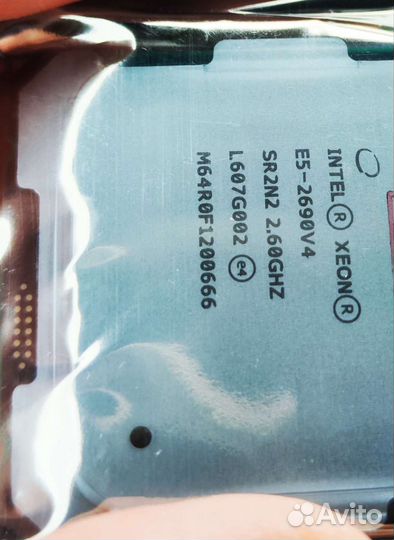 INTEL® XEON®
E5-2690V4
SR2N2 2.60GHZ
L607G002 e4
M64R0F1200666
Avito